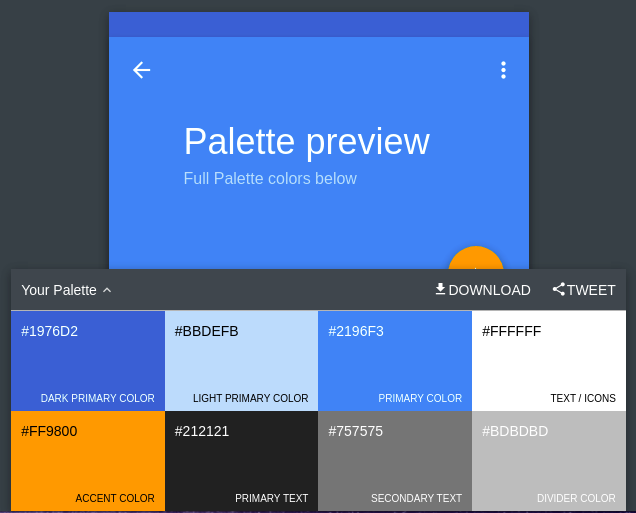 Palette preview
Full Palette colors below
Your Palette
DOWNLOAD
TWEET
#1976D2
DARK PRIMARY COLOR
#BBDEFB
LIGHT PRIMARY COLOR
#2196F3
PRIMARY COLOR
#FFFFFF
TEXT / ICONS
#FF9800
ACCENT COLOR
#212121
PRIMARY TEXT
#757575
SECONDARY TEXT
#BDBDBD
DIVIDER COLOR